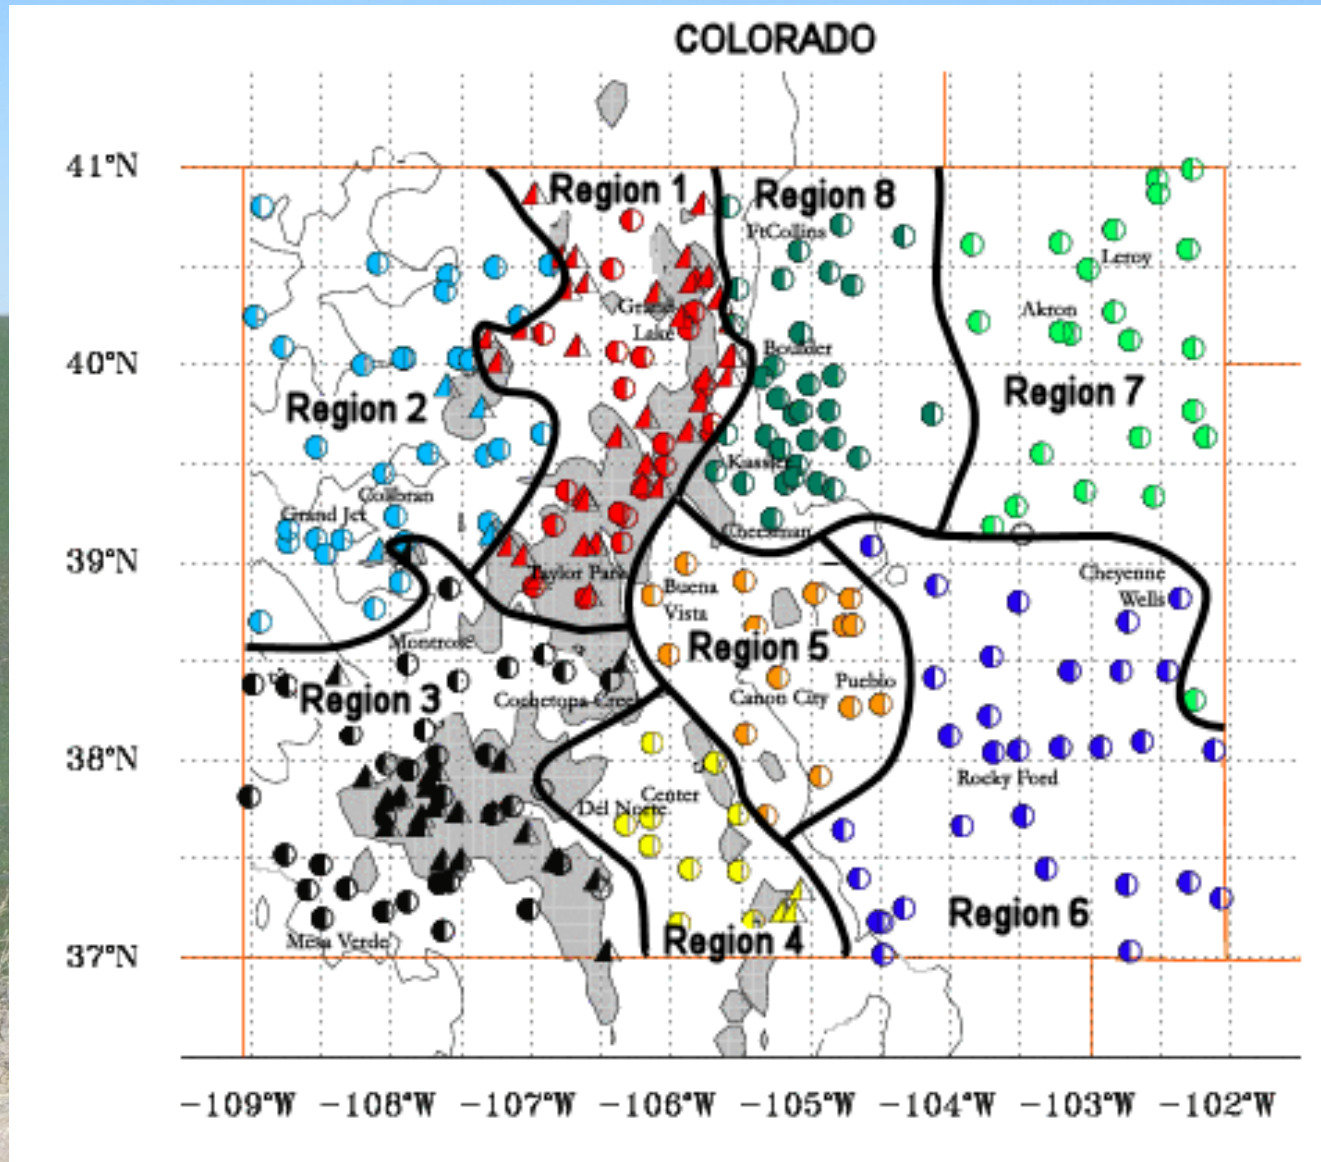 COLORADO
41°N
40°N
39°N
38°N
37°N
Region 1
Region 8
FtCollins
Leroy
Grand
Lake
Akron
Boulder
Region 7
Region 2
Kassler
Collbran
Grand Jct
Cheesman
Taylor Park
Buena
Vista
Cheyenne
Wells
Montrose
Region 5
Region 3
Cochetopa Creek
Canon City
Pueblo
Rocky Ford
Del Norte
Center
Mesa Verde
Region 4
Region 6
−109°W −108°W −107°W −106°W −105°W −104°W −103°W −102°W